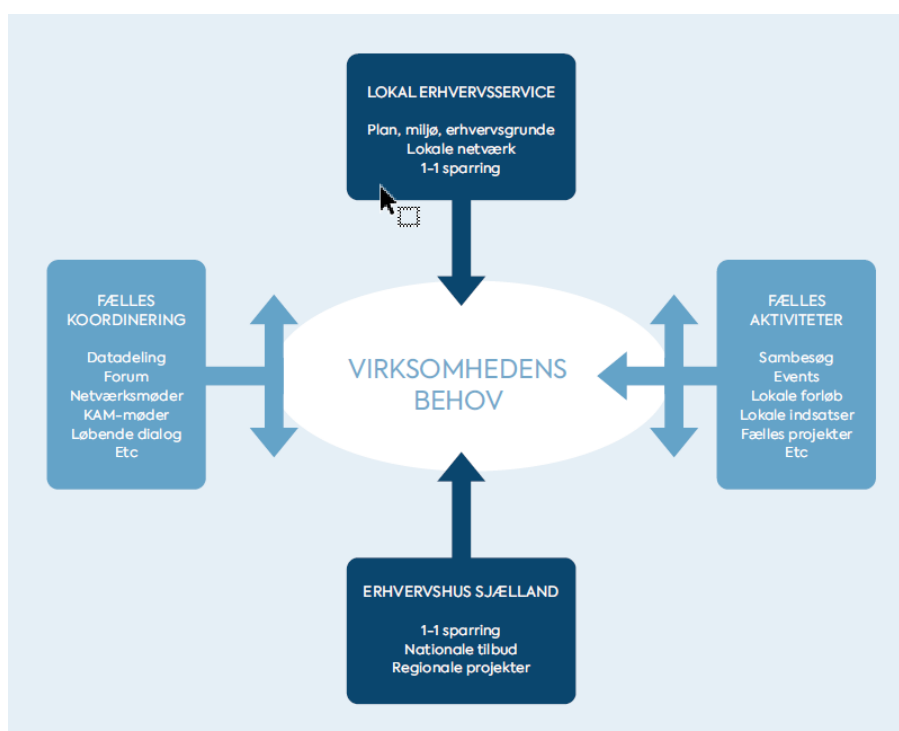 LOKAL ERHVERVSSERVICE
Plan, miljø, erhvervsgrunde
Lokale netværk
1-1 sparring
FÆLLES
KOORDINERING
Datadeling
Forum
Netværksmøder
KAM-møder
Løbende dialog
Etc
VIRKSOMHEDENS
BEHOV
FÆLLES
AKTIVITETER
Sambesøg
Events
Lokale forløb
Lokale indsatser
Fælles projekter
Etc
ERHVERVSHUS SJÆLLAND
1-1 sparring
Nationale tilbud
Regionale projekter